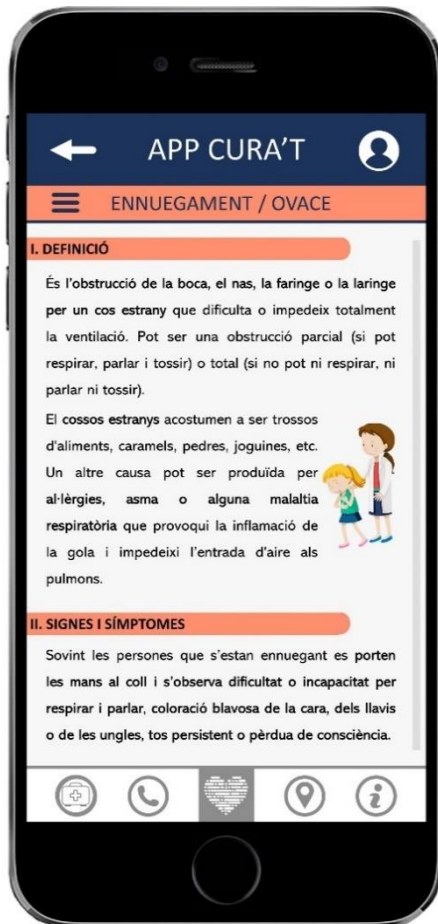 APP CURA'T
ENNUEGAMENT / OVACE
I. DEFINICIÓ
És l'obstrucció de la boca, el nas, la faringe o la laringe
per un cos estrany que dificulta o impedeix totalment
la ventilació. Pot ser una obstrucció parcial (si pot
respirar, parlar i tossir) o total (si no pot ni respirar, ni
parlar ni tossir).
El cossos estranys acostumen a ser trossos
d'aliments, caramels, pedres, joguines, etc.
Un altre causa pot ser produïda per
al·lèrgies, asma o alguna malaltia
respiratòria que provoqui la inflamació de
la gola i impedeixi l'entrada d'aire als
pulmons.
II. SIGNES I SÍMPTOMES
Sovint les persones que s'estan ennuegant es porten
les mans al coll i s'observa dificultat o incapacitat per
respirar i parlar, coloració blavosa de la cara, dels llavis
o de les ungles, tos persistent o pèrdua de consciència.